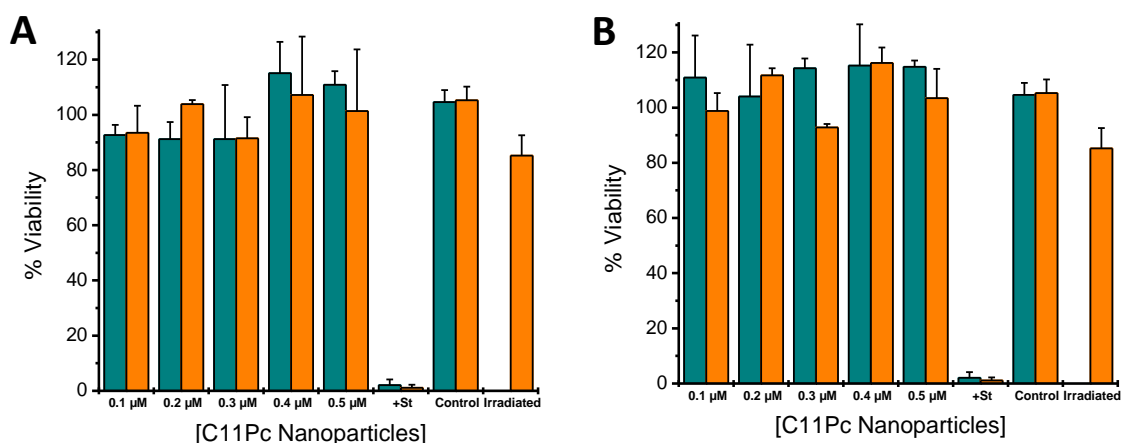 A
% Viability
120
100
80
60
40
20
0
0.1 µM 0.2 µM 0.3 µM 0.4 µM 0.5 µM +St Control Irradiated
[C11Pc Nanoparticles]
B
% Viability
120
100
80
60
40
20
0
0.1 µM 0.2 µM 0.3 µM 0.4 µM 0.5 µM +St Control Irradiated
[C11Pc Nanoparticles]